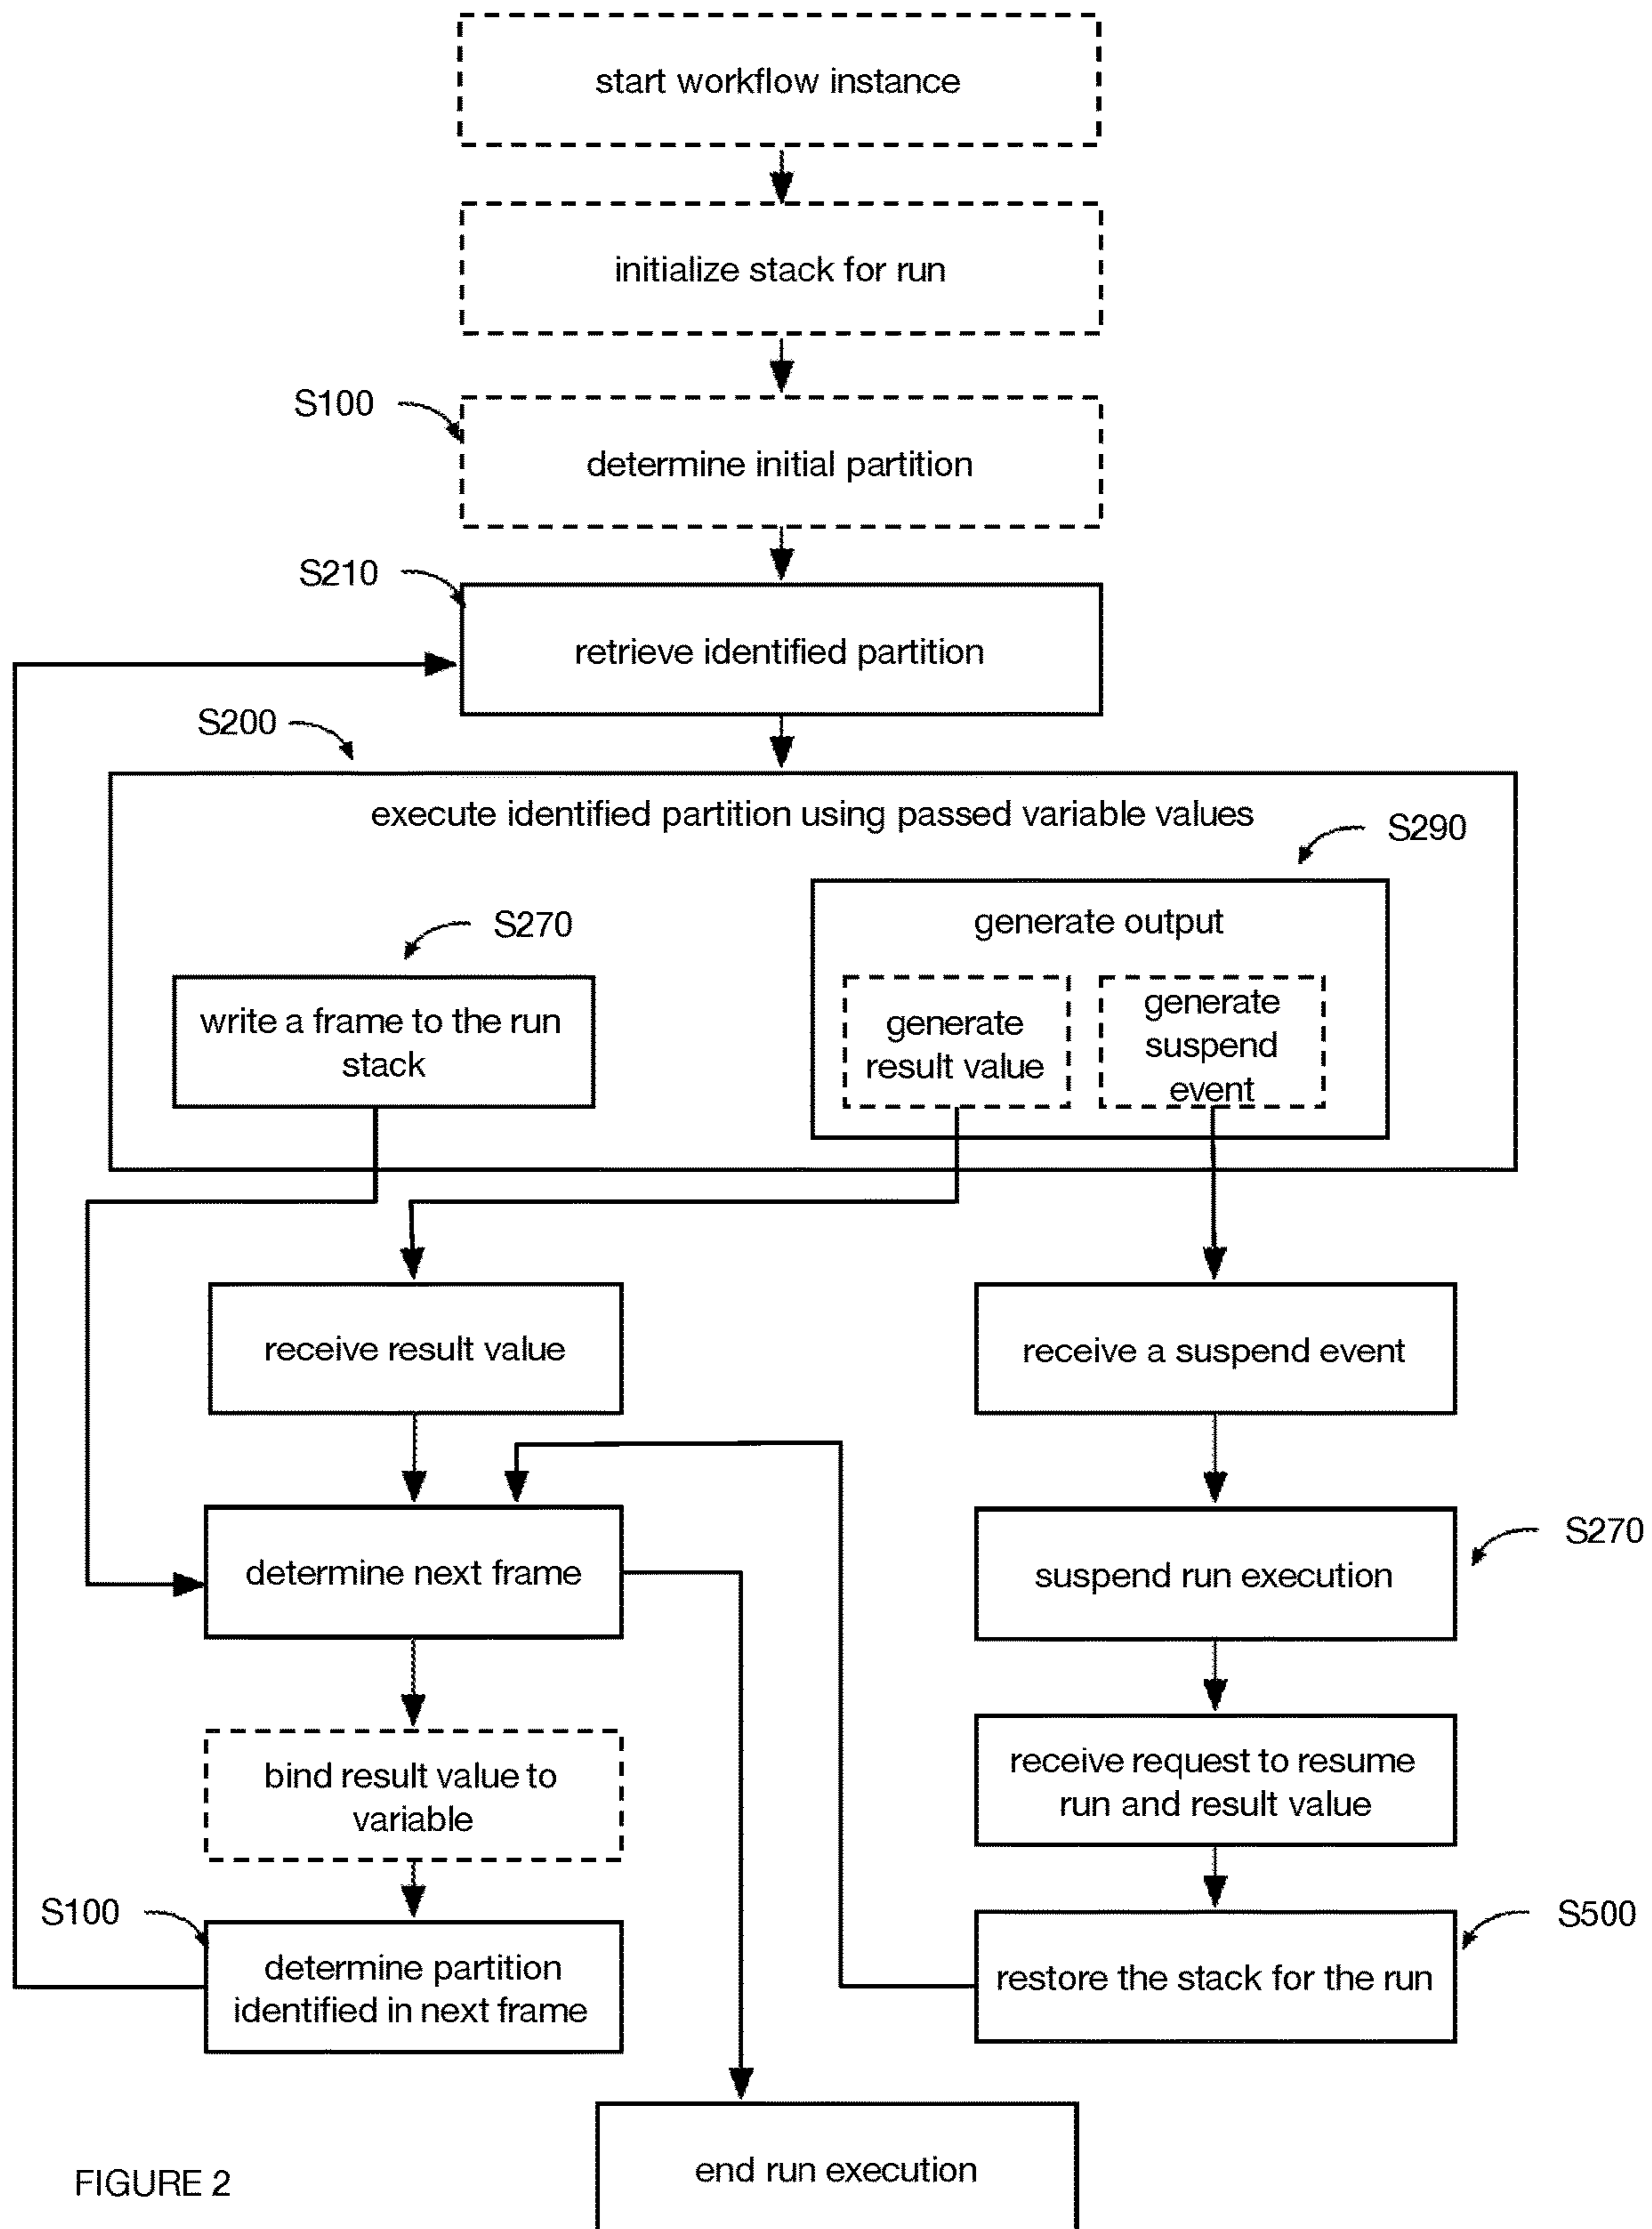 start workflow instance
initialize stack for run
S100
determine initial partition
S210
retrieve identified partition
S200
execute identified partition using passed variable values
S290
generate output
S270
write a frame to the run
stack
generate
result value
generate
suspend
event
receive result value
receive a suspend event
determine next frame
S270
suspend run execution
bind result value to
variable
receive request to resume
run and result value
S100
determine partition
identified in next frame
S500
restore the stack for the run
end run execution
FIGURE 2